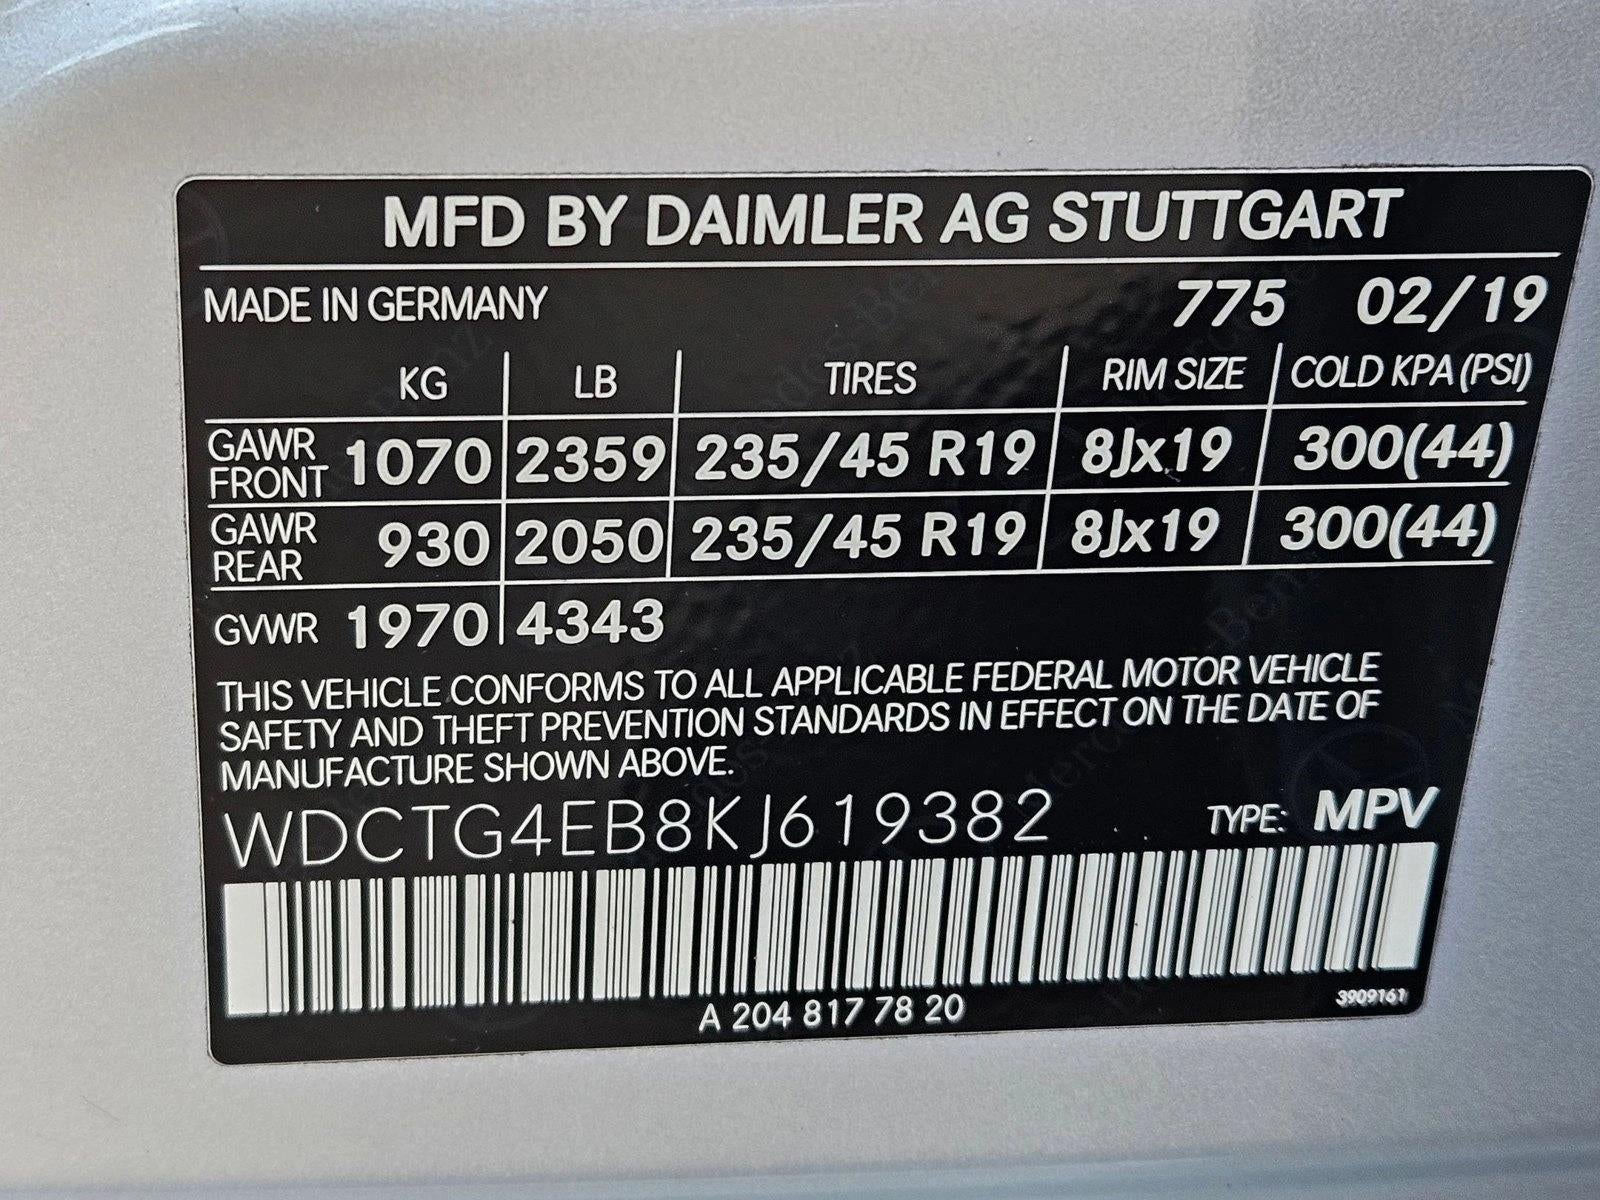 MFD BY DAIMLER AG STUTTGART
MADE IN GERMANY 775 02/19
KG LB TIRES RIM SIZE COLD KPA (PSI)
GAWR FRONT 1070 2359 235/45 R19 8Jx19 300(44)
GAWR REAR 930 2050 235/45 R19 8Jx19 300(44)
GVWR 1970 4343
THIS VEHICLE CONFORMS TO ALL APPLICABLE FEDERAL MOTOR VEHICLE
SAFETY AND THEFT PREVENTION STANDARDS IN EFFECT ON THE DATE OF
MANUFACTURE SHOWN ABOVE.
WDCTG4EB8KJ619382 TYPE: MPV
A 204 817 78 20
3909161